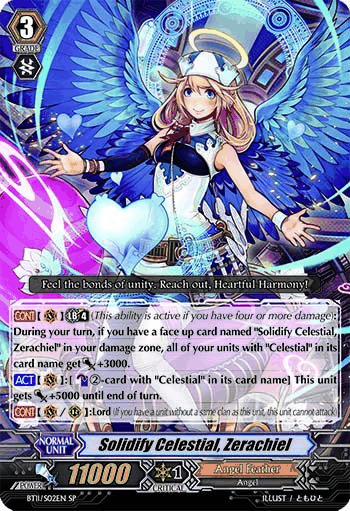 3
GRADE
Feel the bonds of unity. Reach out, Heartful Harmony!
CONT [ ] LB 4 (This ability is active if you have four or more damage):
During your turn, if you have a face up card named "Solidify Celestial,
Zerachiel" in your damage zone, all of your units with "Celestial" in its
card name get +3000.
ACT [ ]:[ ②-card with "Celestial" in its card name] This unit
gets +5000 until end of turn.
CONT [ / ]:Lord (If you have a unit without a same clan as this unit, this unit cannot attack)
NORMAL
UNIT
Solidify Celestial, Zerachiel
POWER
11000
1
CRITICAL
Angel Feather
Angel
BT11/S02EN SP
ILLUST / ともひと